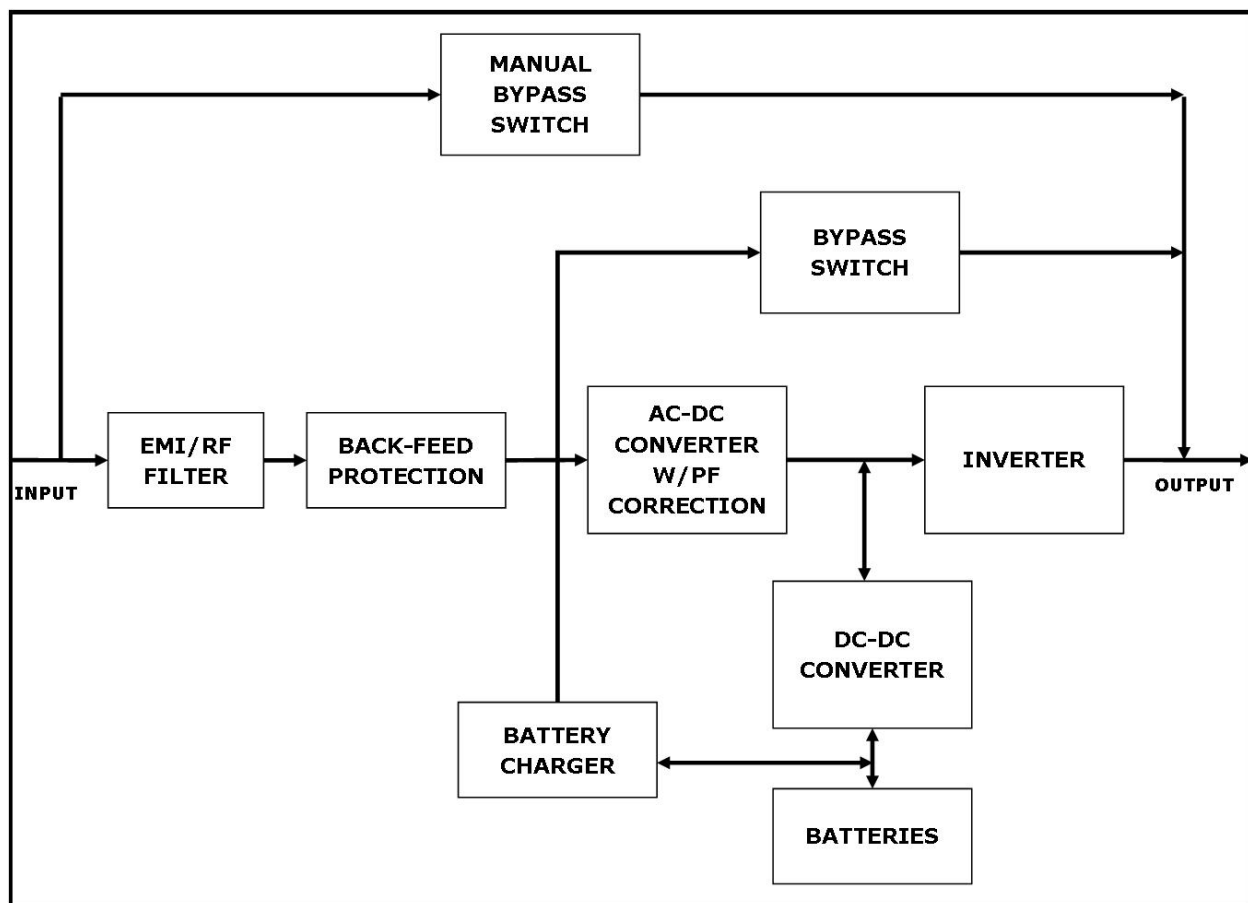 MANUAL
BYPASS
SWITCH
BYPASS
SWITCH
EMI/RF
FILTER
BACK-FEED
PROTECTION
AC-DC
CONVERTER
W/PF
CORRECTION
INVERTER
INPUT
OUTPUT
DC-DC
CONVERTER
BATTERY
CHARGER
BATTERIES